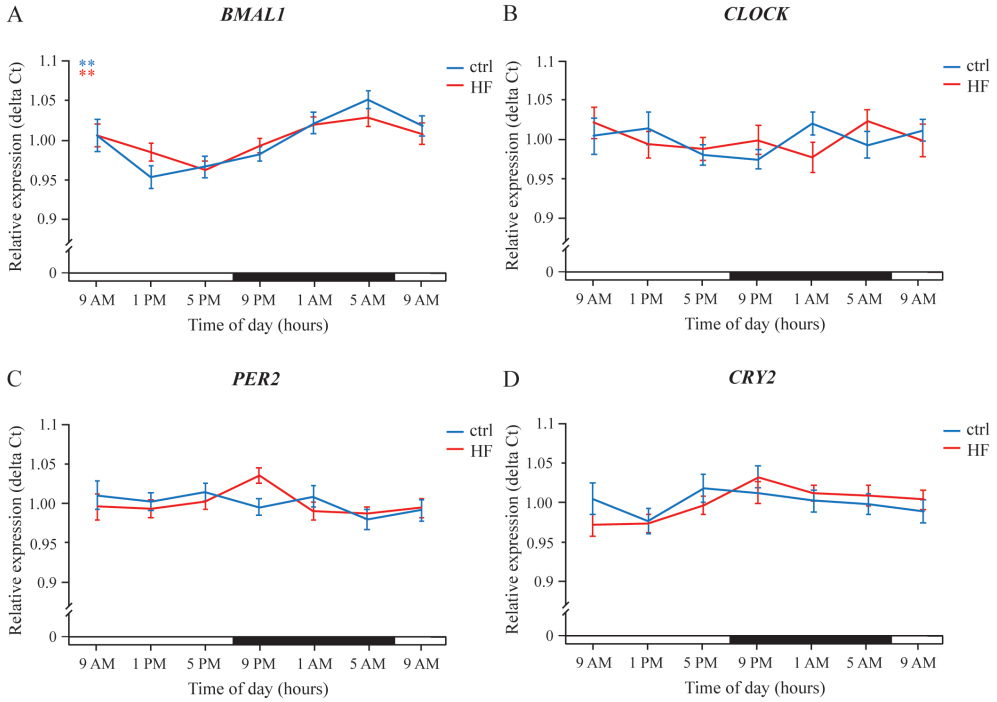 A
BMAL1
Relative expression (delta Ct)
1.1
1.05
1.00
0.95
0.9
0
**
**
ctrl
HF
9 AM 1 PM 5 PM 9 PM 1 AM 5 AM 9 AM
Time of day (hours)
B
CLOCK
Relative expression (delta Ct)
1.1
1.05
1.00
0.95
0.9
0
ctrl
HF
9 AM 1 PM 5 PM 9 PM 1 AM 5 AM 9 AM
Time of day (hours)
C
PER2
Relative expression (delta Ct)
1.1
1.05
1.00
0.95
0.9
0
ctrl
HF
9 AM 1 PM 5 PM 9 PM 1 AM 5 AM 9 AM
Time of day (hours)
D
CRY2
Relative expression (delta Ct)
1.1
1.05
1.00
0.95
0.9
0
ctrl
HF
9 AM 1 PM 5 PM 9 PM 1 AM 5 AM 9 AM
Time of day (hours)